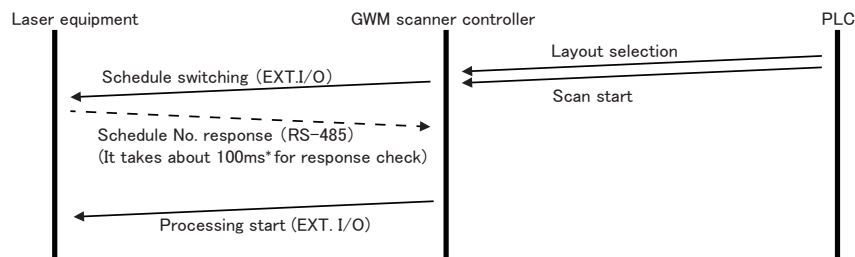 Laser equipment
GWM scanner controller
PLC
Layout selection
Scan start
Schedule switching (EXT.I/O)
Schedule No. response (RS-485)
(It takes about 100ms* for response check)
Processing start (EXT. I/O)